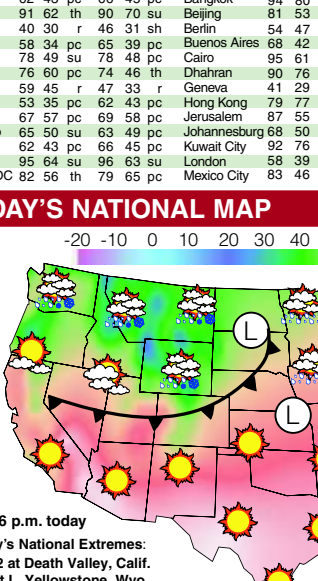 91 62 th 90 70 su Beijing 81 53
40 30 r 46 31 sh Berlin 54 47
58 34 pc 65 39 pc Buenos Aires 68 42
78 49 su 78 48 pc Cairo 95 61
76 60 pc 74 46 th Dhahran 90 76
59 45 r 47 33 r Geneva 41 29
53 35 pc 62 43 pc Hong Kong 79 77
67 57 pc 69 58 pc Jerusalem 87 55
65 50 su 63 49 pc Johannesburg 68 50
62 43 pc 66 45 pc Kuwait City 92 76
95 64 su 96 63 su London 58 39
DC 82 56 th 79 65 pc Mexico City 83 46
DAY'S NATIONAL MAP
-20 -10 0 10 20 30 40
L
L
6 p.m. today
y's National Extremes:
2 at Death Valley, Calif.
t L. Yellowstone, Wyo.